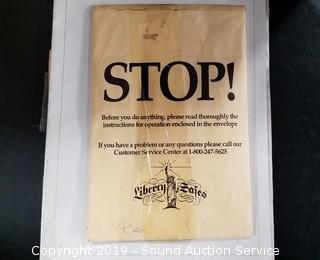 STOP!
Before you do anything, please read thoroughly the
instructions for operation enclosed in the envelope
If you have a problem or any questions please call our
Customer Service Center at 1-800-247-5625
Liberty Safes
Copyright 2019 - Sound Auction Service